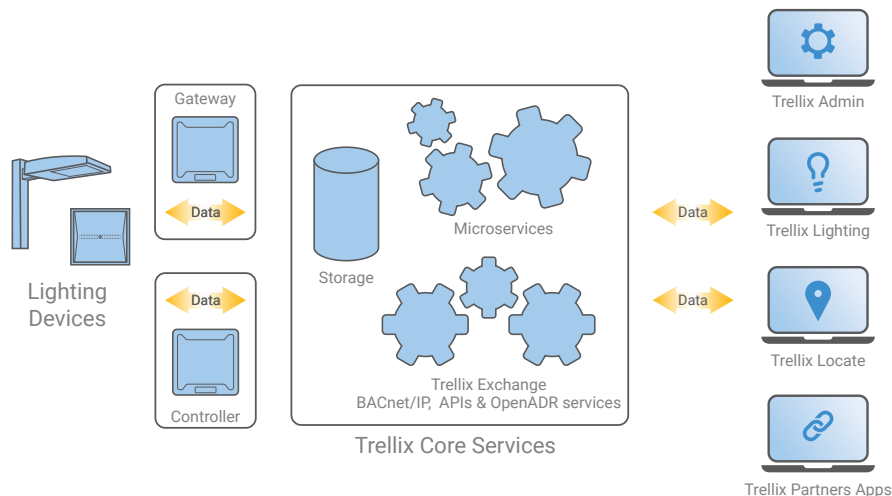 Gateway
Data
Lighting
Devices
Data
Controller
Storage
Microservices
Trellix Exchange
BACnet/IP, APIs & OpenADR services
Trellix Core Services
Data
Data
Trellix Admin
Trellix Lighting
Trellix Locate
Trellix Partners Apps